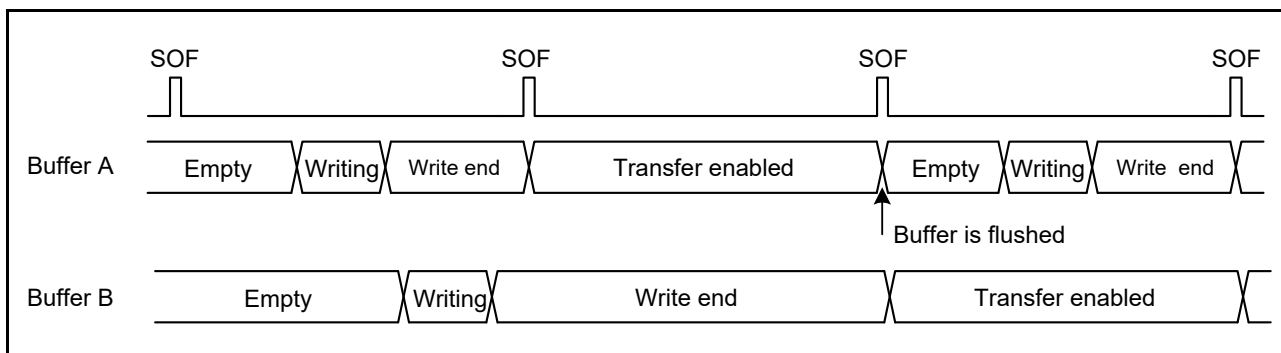 SOF SOF SOF SOF
Buffer A Empty Writing Write end Transfer enabled Empty Writing Write end
Buffer is flushed
Buffer B Empty Writing Write end Transfer enabled